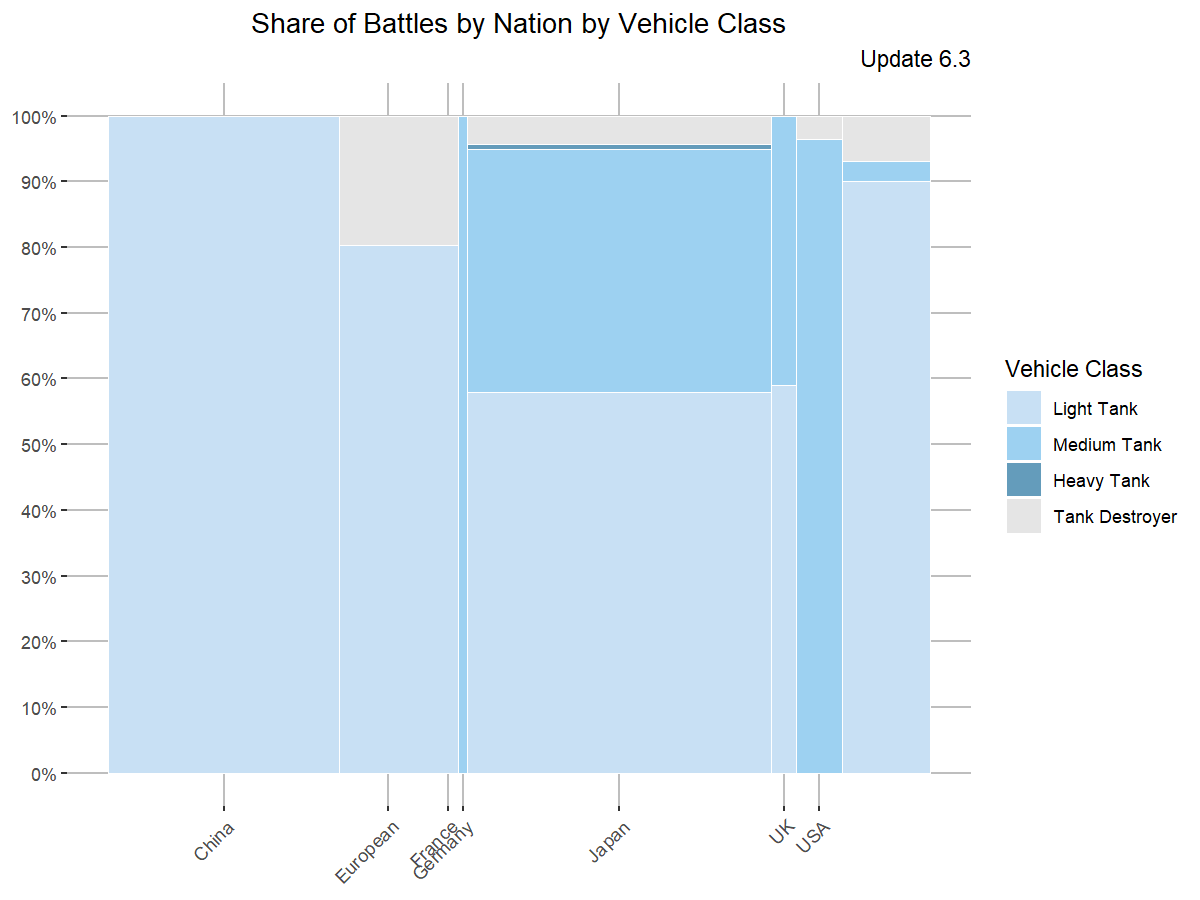 Share of Battles by Nation by Vehicle Class
Update 6.3
100%
90%
80%
70%
60%
50%
40%
30%
20%
10%
0%
China
European
France
Germany
Japan
UK
USA
Vehicle Class
Light Tank
Medium Tank
Heavy Tank
Tank Destroyer